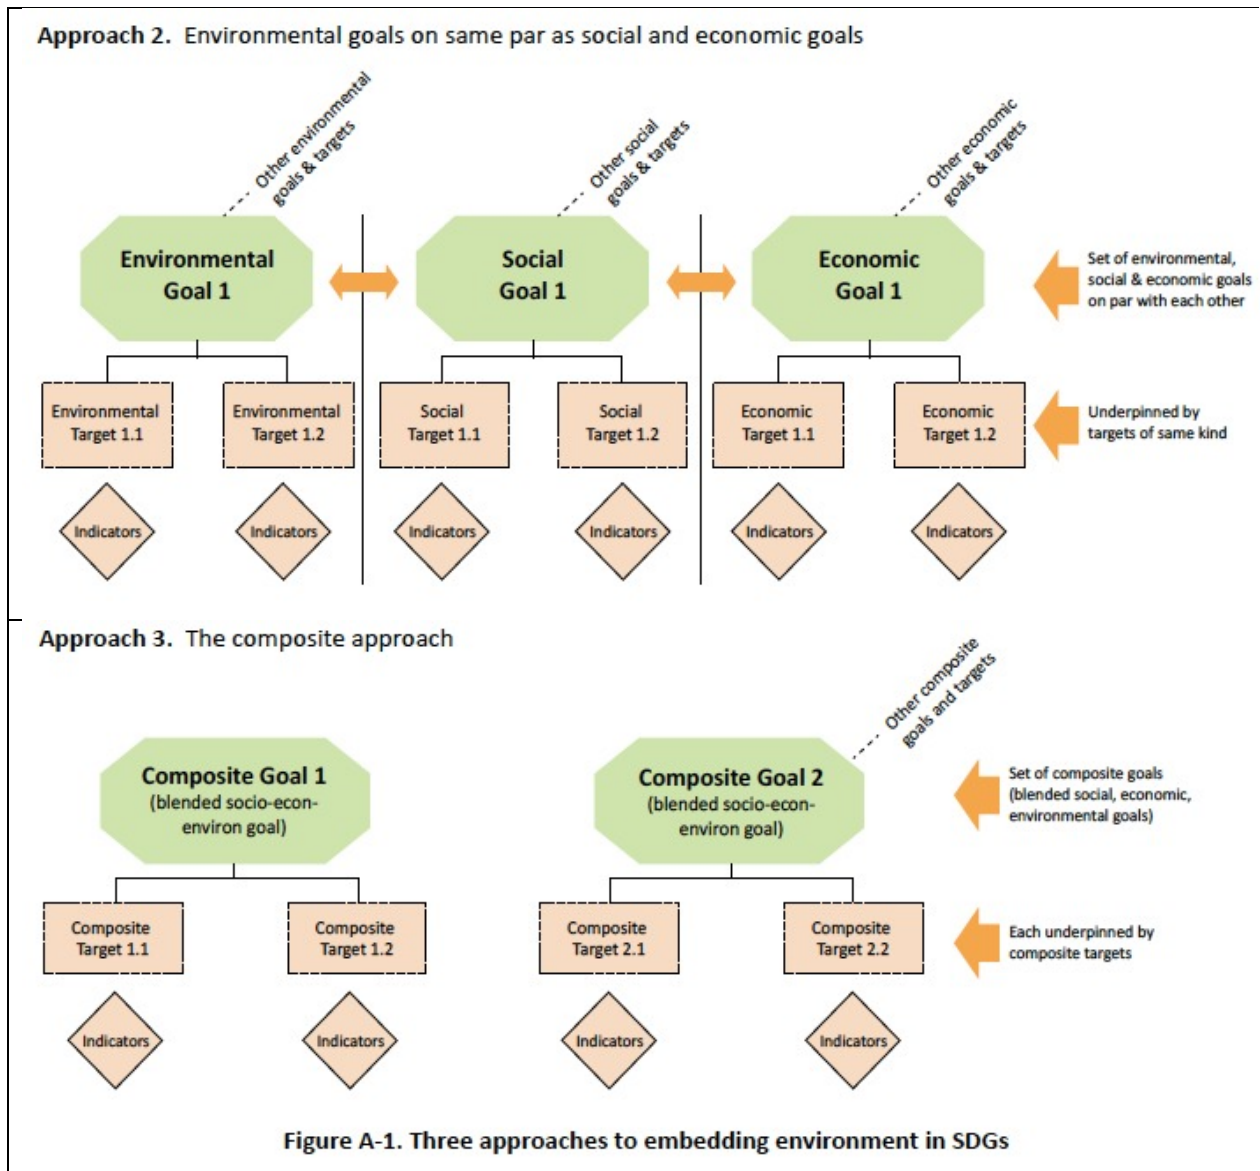 Approach 2. Environmental goals on same par as social and economic goals
Other environmental
goals & targets
Other social
goals & targets
Other economic
goals & targets
Environmental
Goal 1
Social
Goal 1
Economic
Goal 1
Set of environmental,
social & economic goals
on par with each other
Environmental
Target 1.1
Environmental
Target 1.2
Social
Target 1.1
Social
Target 1.2
Economic
Target 1.1
Economic
Target 1.2
Underpinned by
targets of same kind
Indicators
Indicators
Indicators
Indicators
Indicators
Indicators
Approach 3. The composite approach
Other composite
goals and targets
Composite Goal 1
(blended socio-econ-
environ goal)
Composite Goal 2
(blended socio-econ-
environ goal)
Set of composite goals
(blended social, economic,
environmental goals)
Composite
Target 1.1
Composite
Target 1.2
Composite
Target 2.1
Composite
Target 2.2
Each underpinned by
composite targets
Indicators
Indicators
Indicators
Indicators
Figure A-1. Three approaches to embedding environment in SDGs